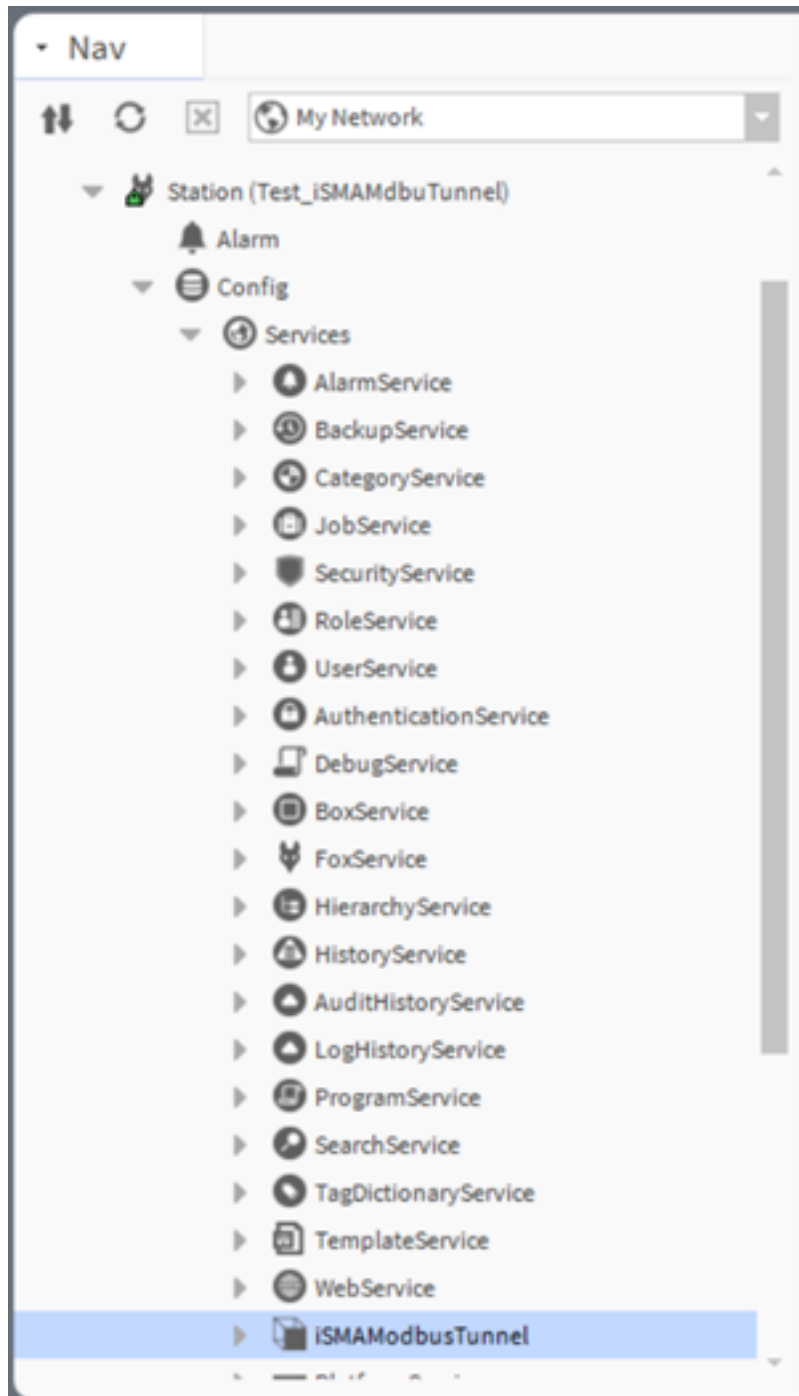 Nav
My Network
Station (Test_iSMAMdbuTunnel)
Alarm
Config
Services
AlarmService
BackupService
CategoryService
JobService
SecurityService
RoleService
UserService
AuthenticationService
DebugService
BoxService
FoxService
HierarchyService
HistoryService
AuditHistoryService
LogHistoryService
ProgramService
SearchService
TagDictionaryService
TemplateService
WebService
iSMAModbusTunnel